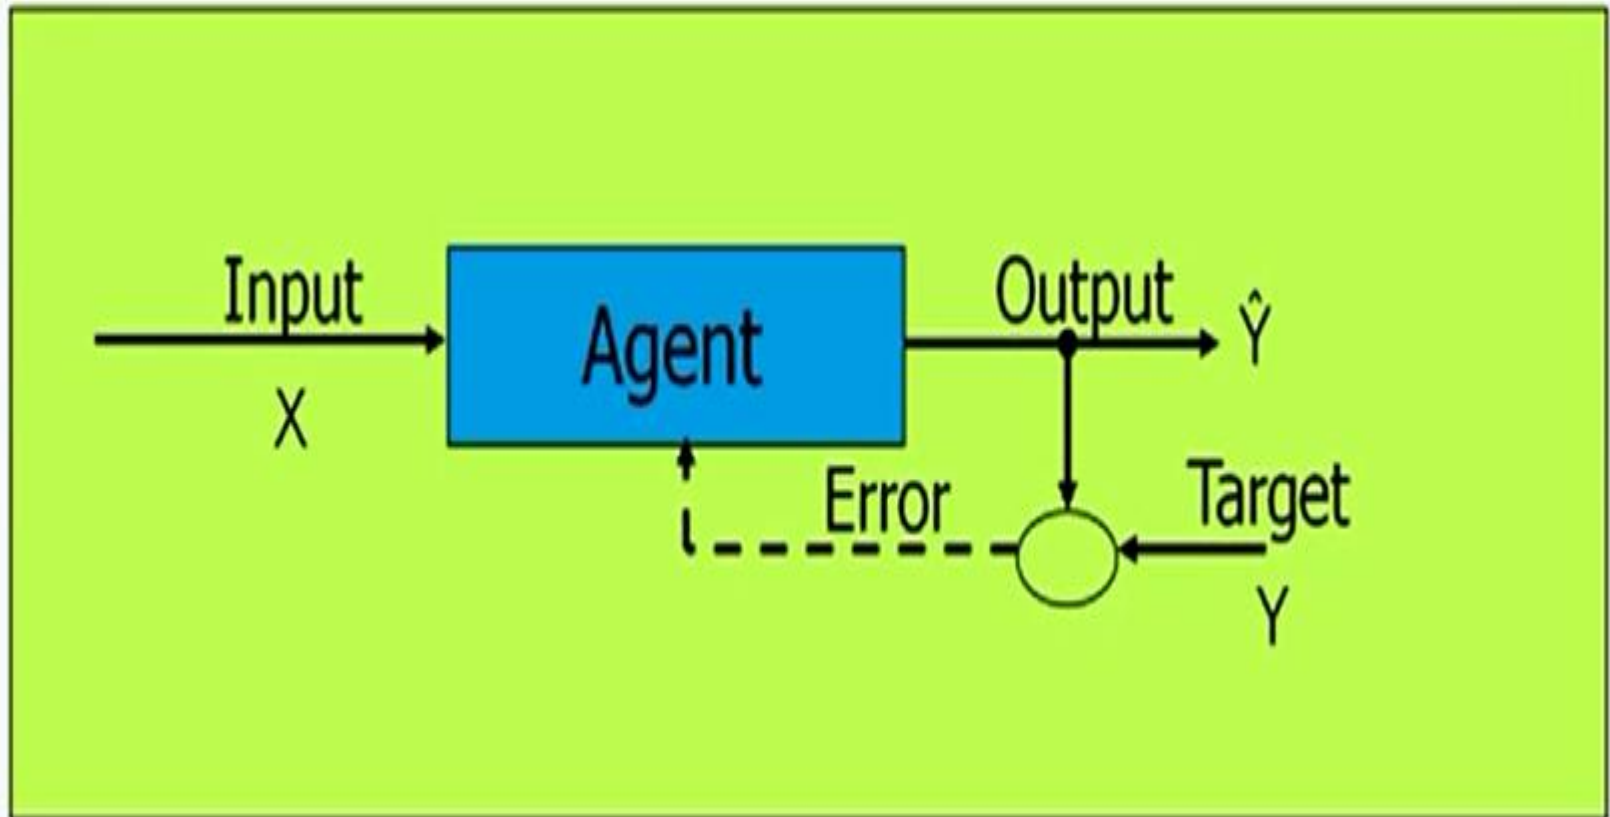 Input
X
Agent
Output
Ŷ
Error
Target
Y